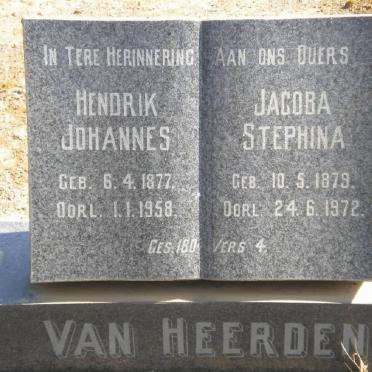 IN TERE HERINNERING AAN ONS OUERS
HENDRIK
JOHANNES
GEB. 6.4.1877.
OORL. 1.1.1958.
JACOBA
STEPHINA
GEB. 10.5.1879.
OORL. 24.6.1972.
GES.180 VERS 4.
VAN HEERDEN